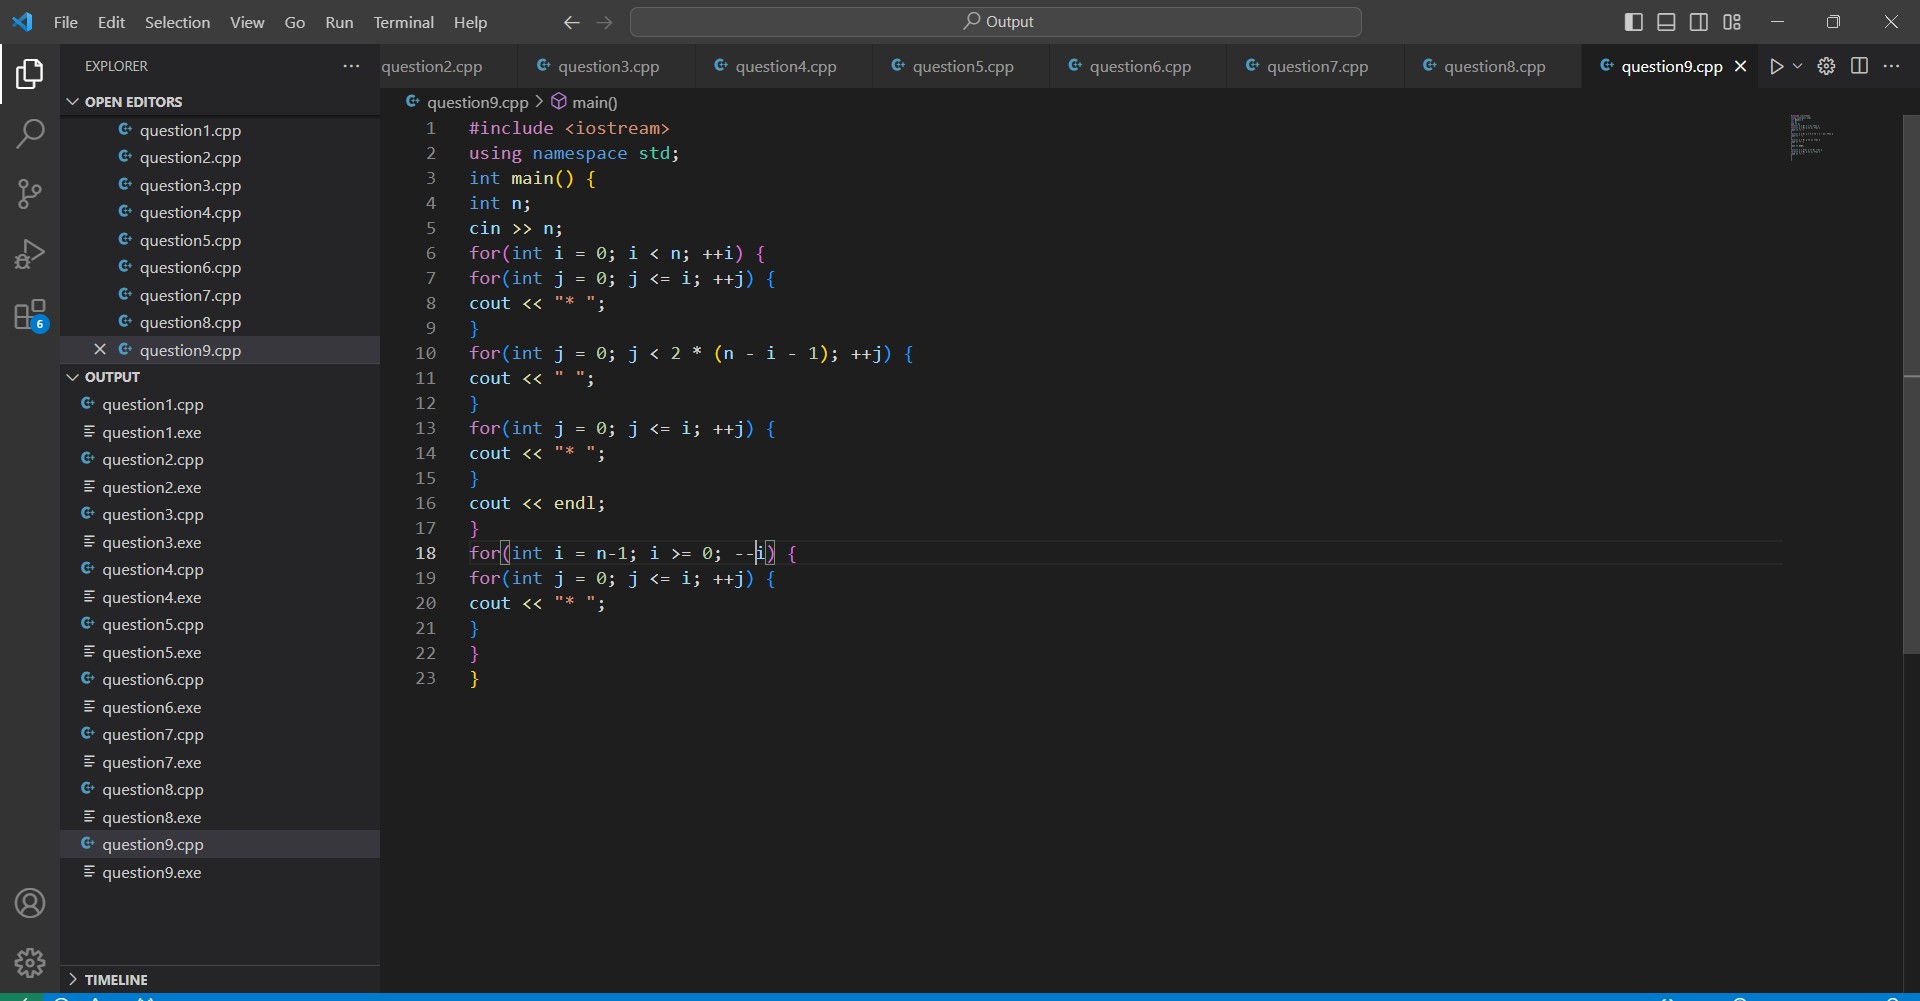 File Edit Selection View Go Run Terminal Help
Output
EXPLORER
OPEN EDITORS
question1.cpp
question2.cpp
question3.cpp
question4.cpp
question5.cpp
question6.cpp
question7.cpp
question8.cpp
question9.cpp
OUTPUT
question1.cpp
question1.exe
question2.cpp
question2.exe
question3.cpp
question3.exe
question4.cpp
question4.exe
question5.cpp
question5.exe
question6.cpp
question6.exe
question7.cpp
question7.exe
question8.cpp
question8.exe
question9.cpp
question9.exe
TIMELINE
6
question2.cpp question3.cpp question4.cpp question5.cpp question6.cpp question7.cpp question8.cpp question9.cpp
question9.cpp > main()
1 #include <iostream>
2 using namespace std;
3 int main() {
4 int n;
5 cin >> n;
6 for(int i = 0; i < n; ++i) {
7 for(int j = 0; j <= i; ++j) {
8 cout << "* ";
9 }
10 for(int j = 0; j < 2 * (n - i - 1); ++j) {
11 cout << " ";
12 }
13 for(int j = 0; j <= i; ++j) {
14 cout << "* ";
15 }
16 cout << endl;
17 }
18 for(int i = n-1; i >= 0; --i) {
19 for(int j = 0; j <= i; ++j) {
20 cout << "* ";
21 }
22 }
23 }